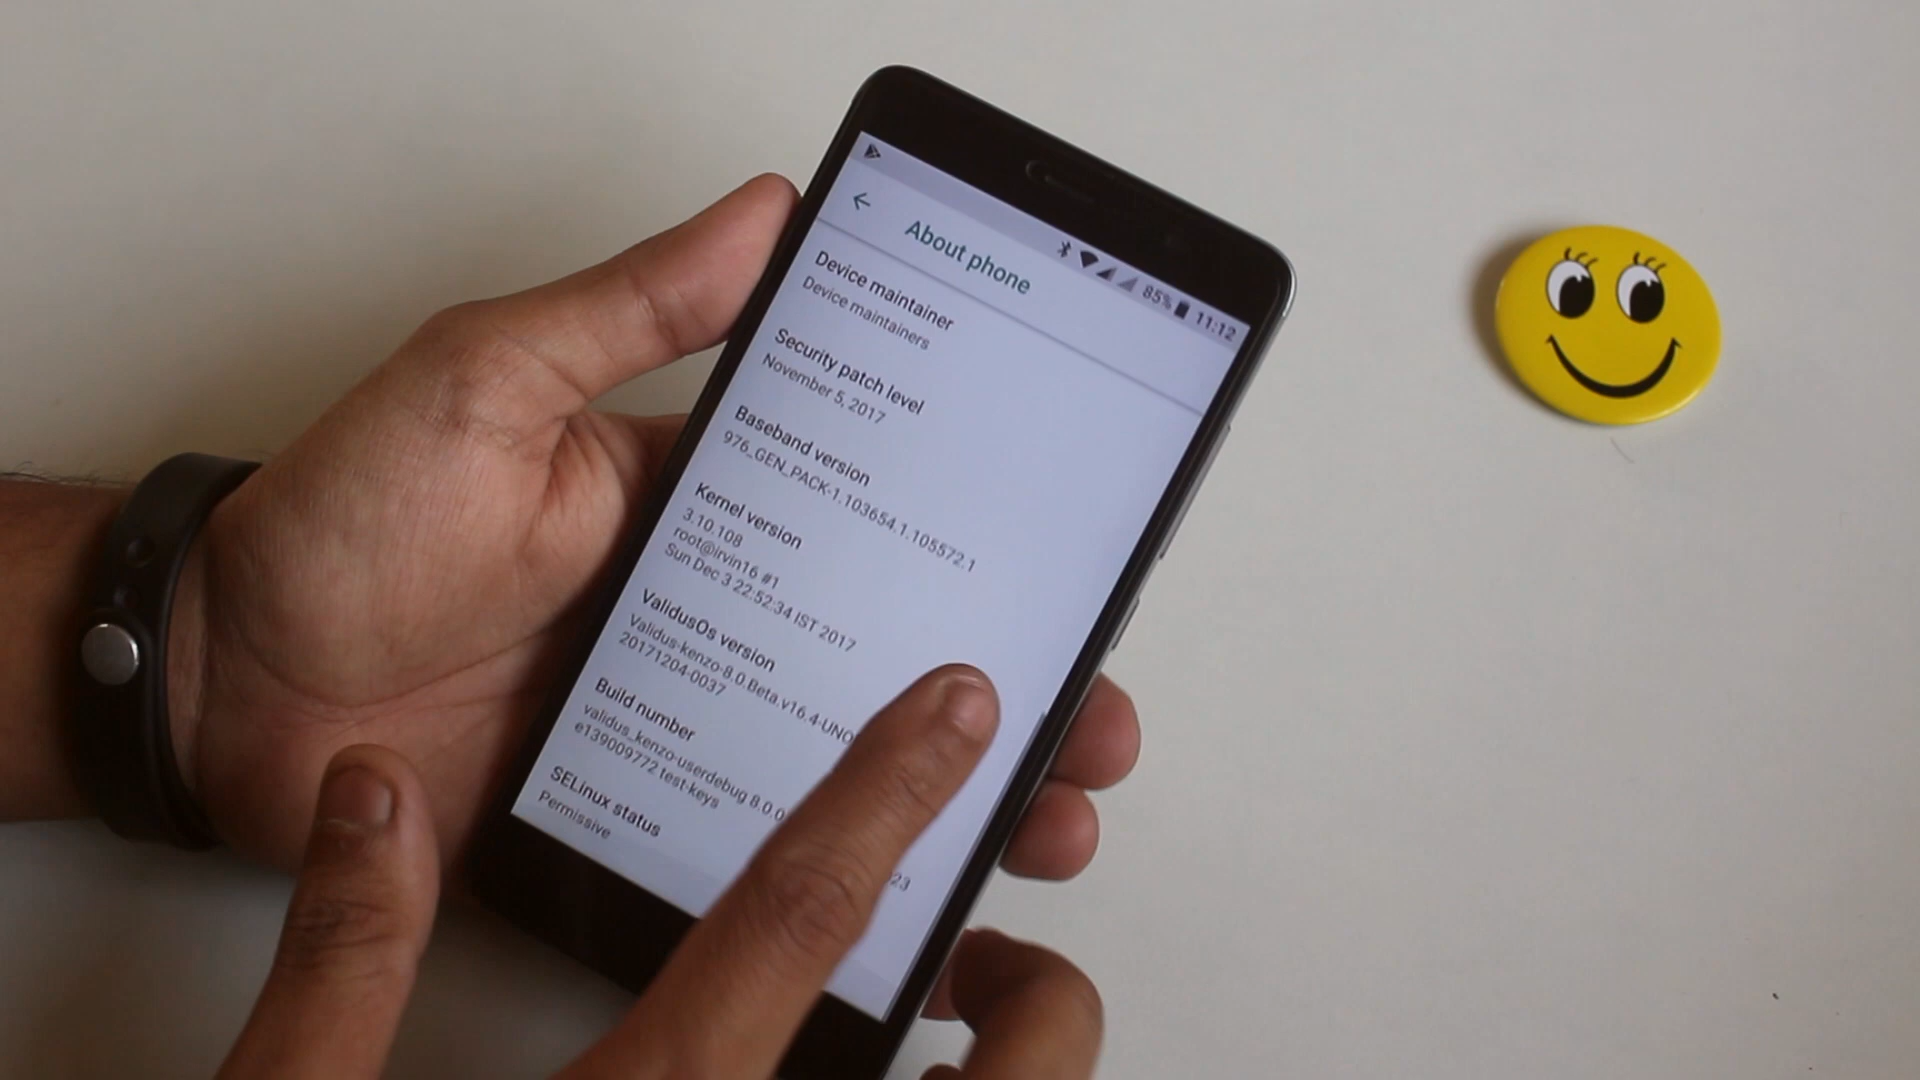 85% 11:12
About phone
Device maintainer
Device maintainers
Security patch level
November 5, 2017
Baseband version
976_GEN_PACK-1.103654.1.105572.1
Kernel version
3.10.108
root@irvin16 #1
Sun Dec 3 22:52:34 IST 2017
ValidusOs version
Validus-kenzo-8.0.Beta.v16.4-UNO
20171204-0037
Build number
validus_kenzo-userdebug 8.0.0
e139009772 test-keys
23
SELinux status
Permissive